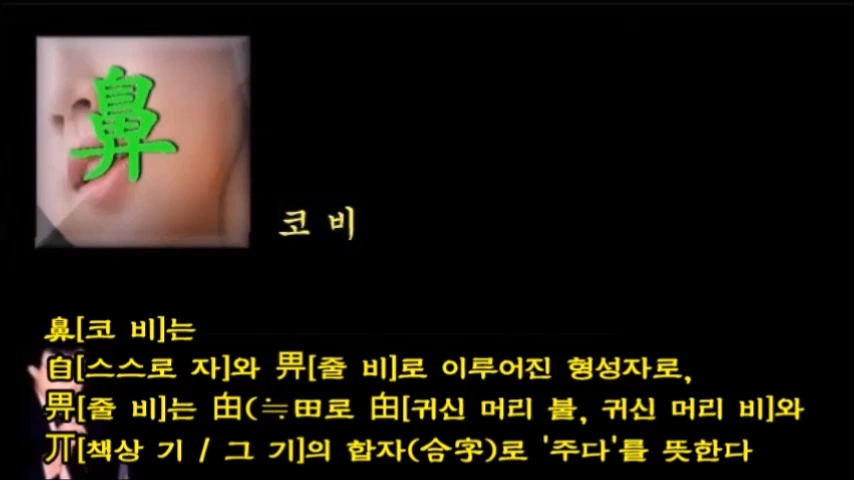 鼻
코 비
鼻[코 비]는
自[스스로 자]와 畀[줄 비]로 이루어진 형성자로,
畀[줄 비]는 甶(≒田로 甶[귀신 머리 불, 귀신 머리 비]와
丌[책상 기 / 그 기]의 합자(合字)로 '주다'를 뜻한다